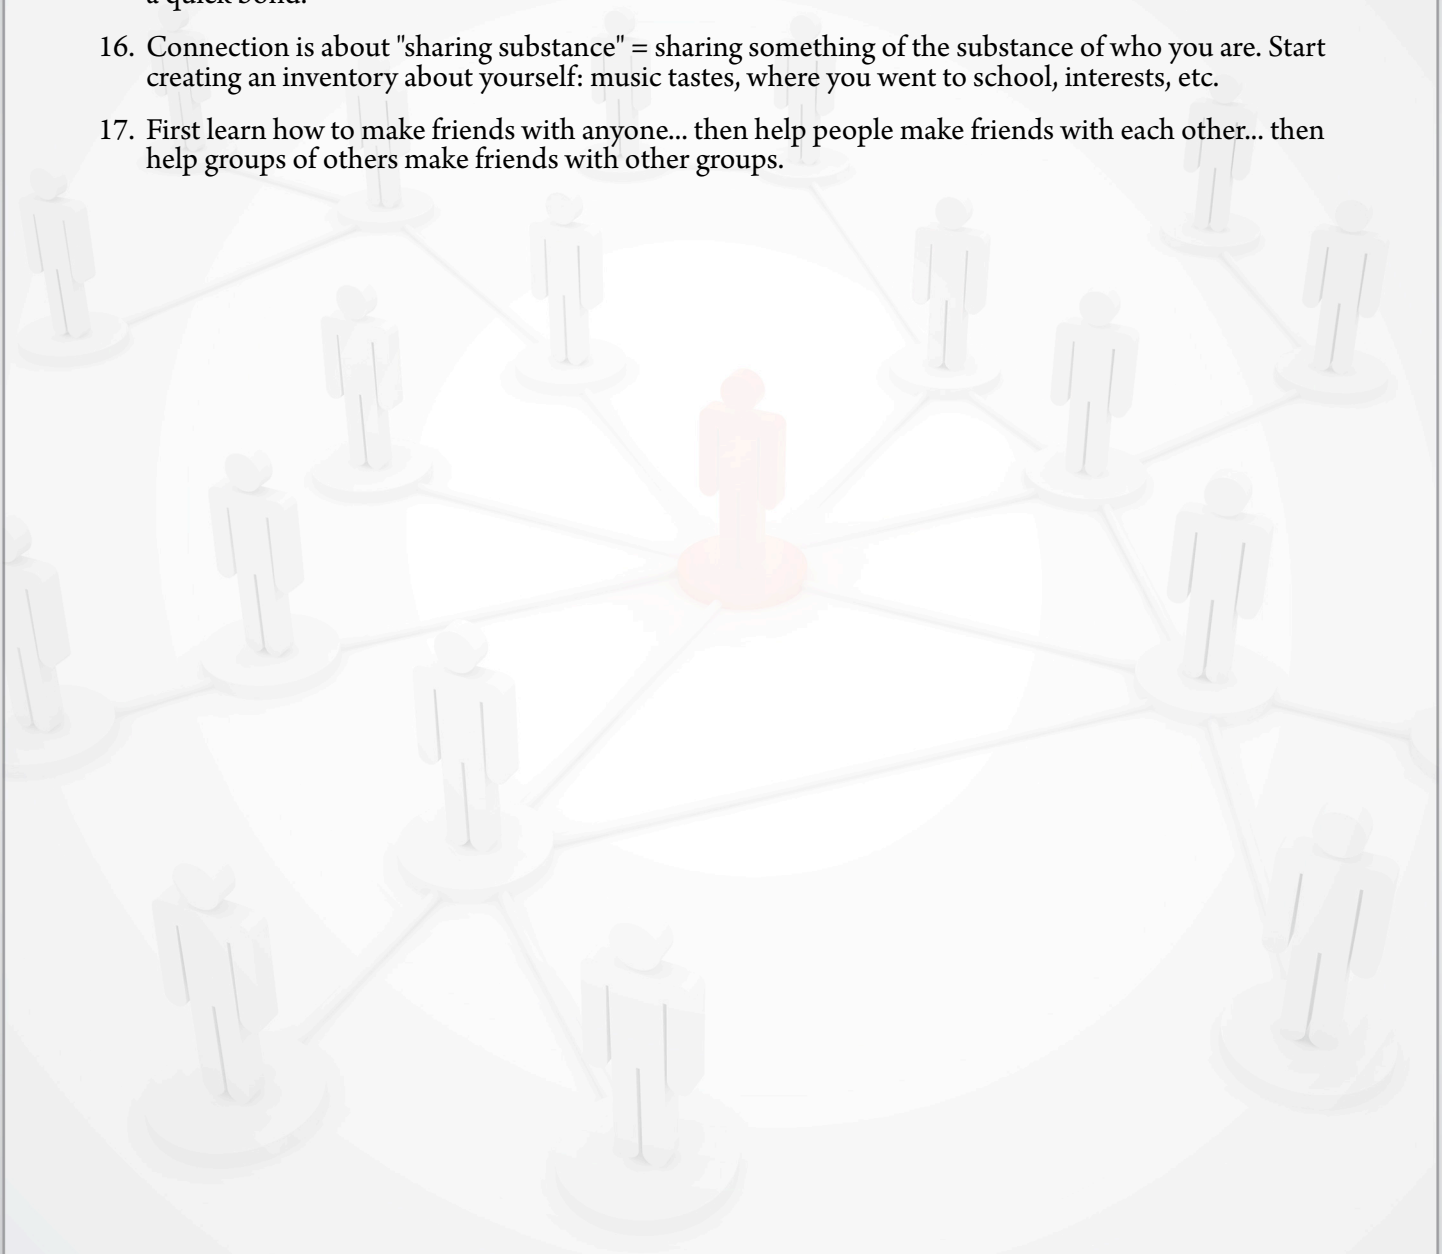 a quick bond.
16. Connection is about "sharing substance" = sharing something of the substance of who you are. Start
creating an inventory about yourself: music tastes, where you went to school, interests, etc.
17. First learn how to make friends with anyone... then help people make friends with each other... then
help groups of others make friends with other groups.